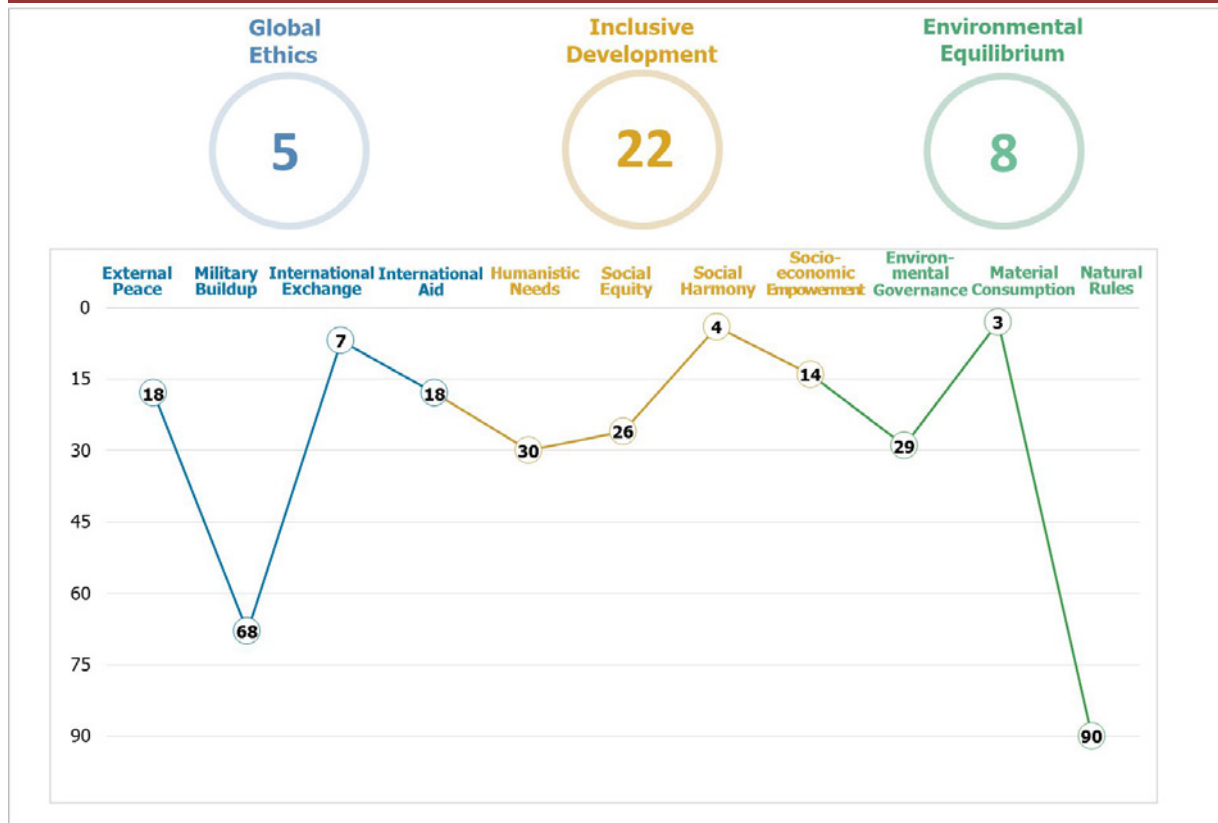 Global
Ethics
Inclusive
Development
Environmental
Equilibrium
5
22
8
External
Peace
Military
Buildup
International
Exchange
International
Aid
Humanistic
Needs
Social
Equity
Social
Harmony
Socio-
economic
Empowerment
Environ-
mental
Governance
Material
Consumption
Natural
Rules
0
15
30
45
60
75
90
18
68
7
18
30
26
4
14
29
3
90